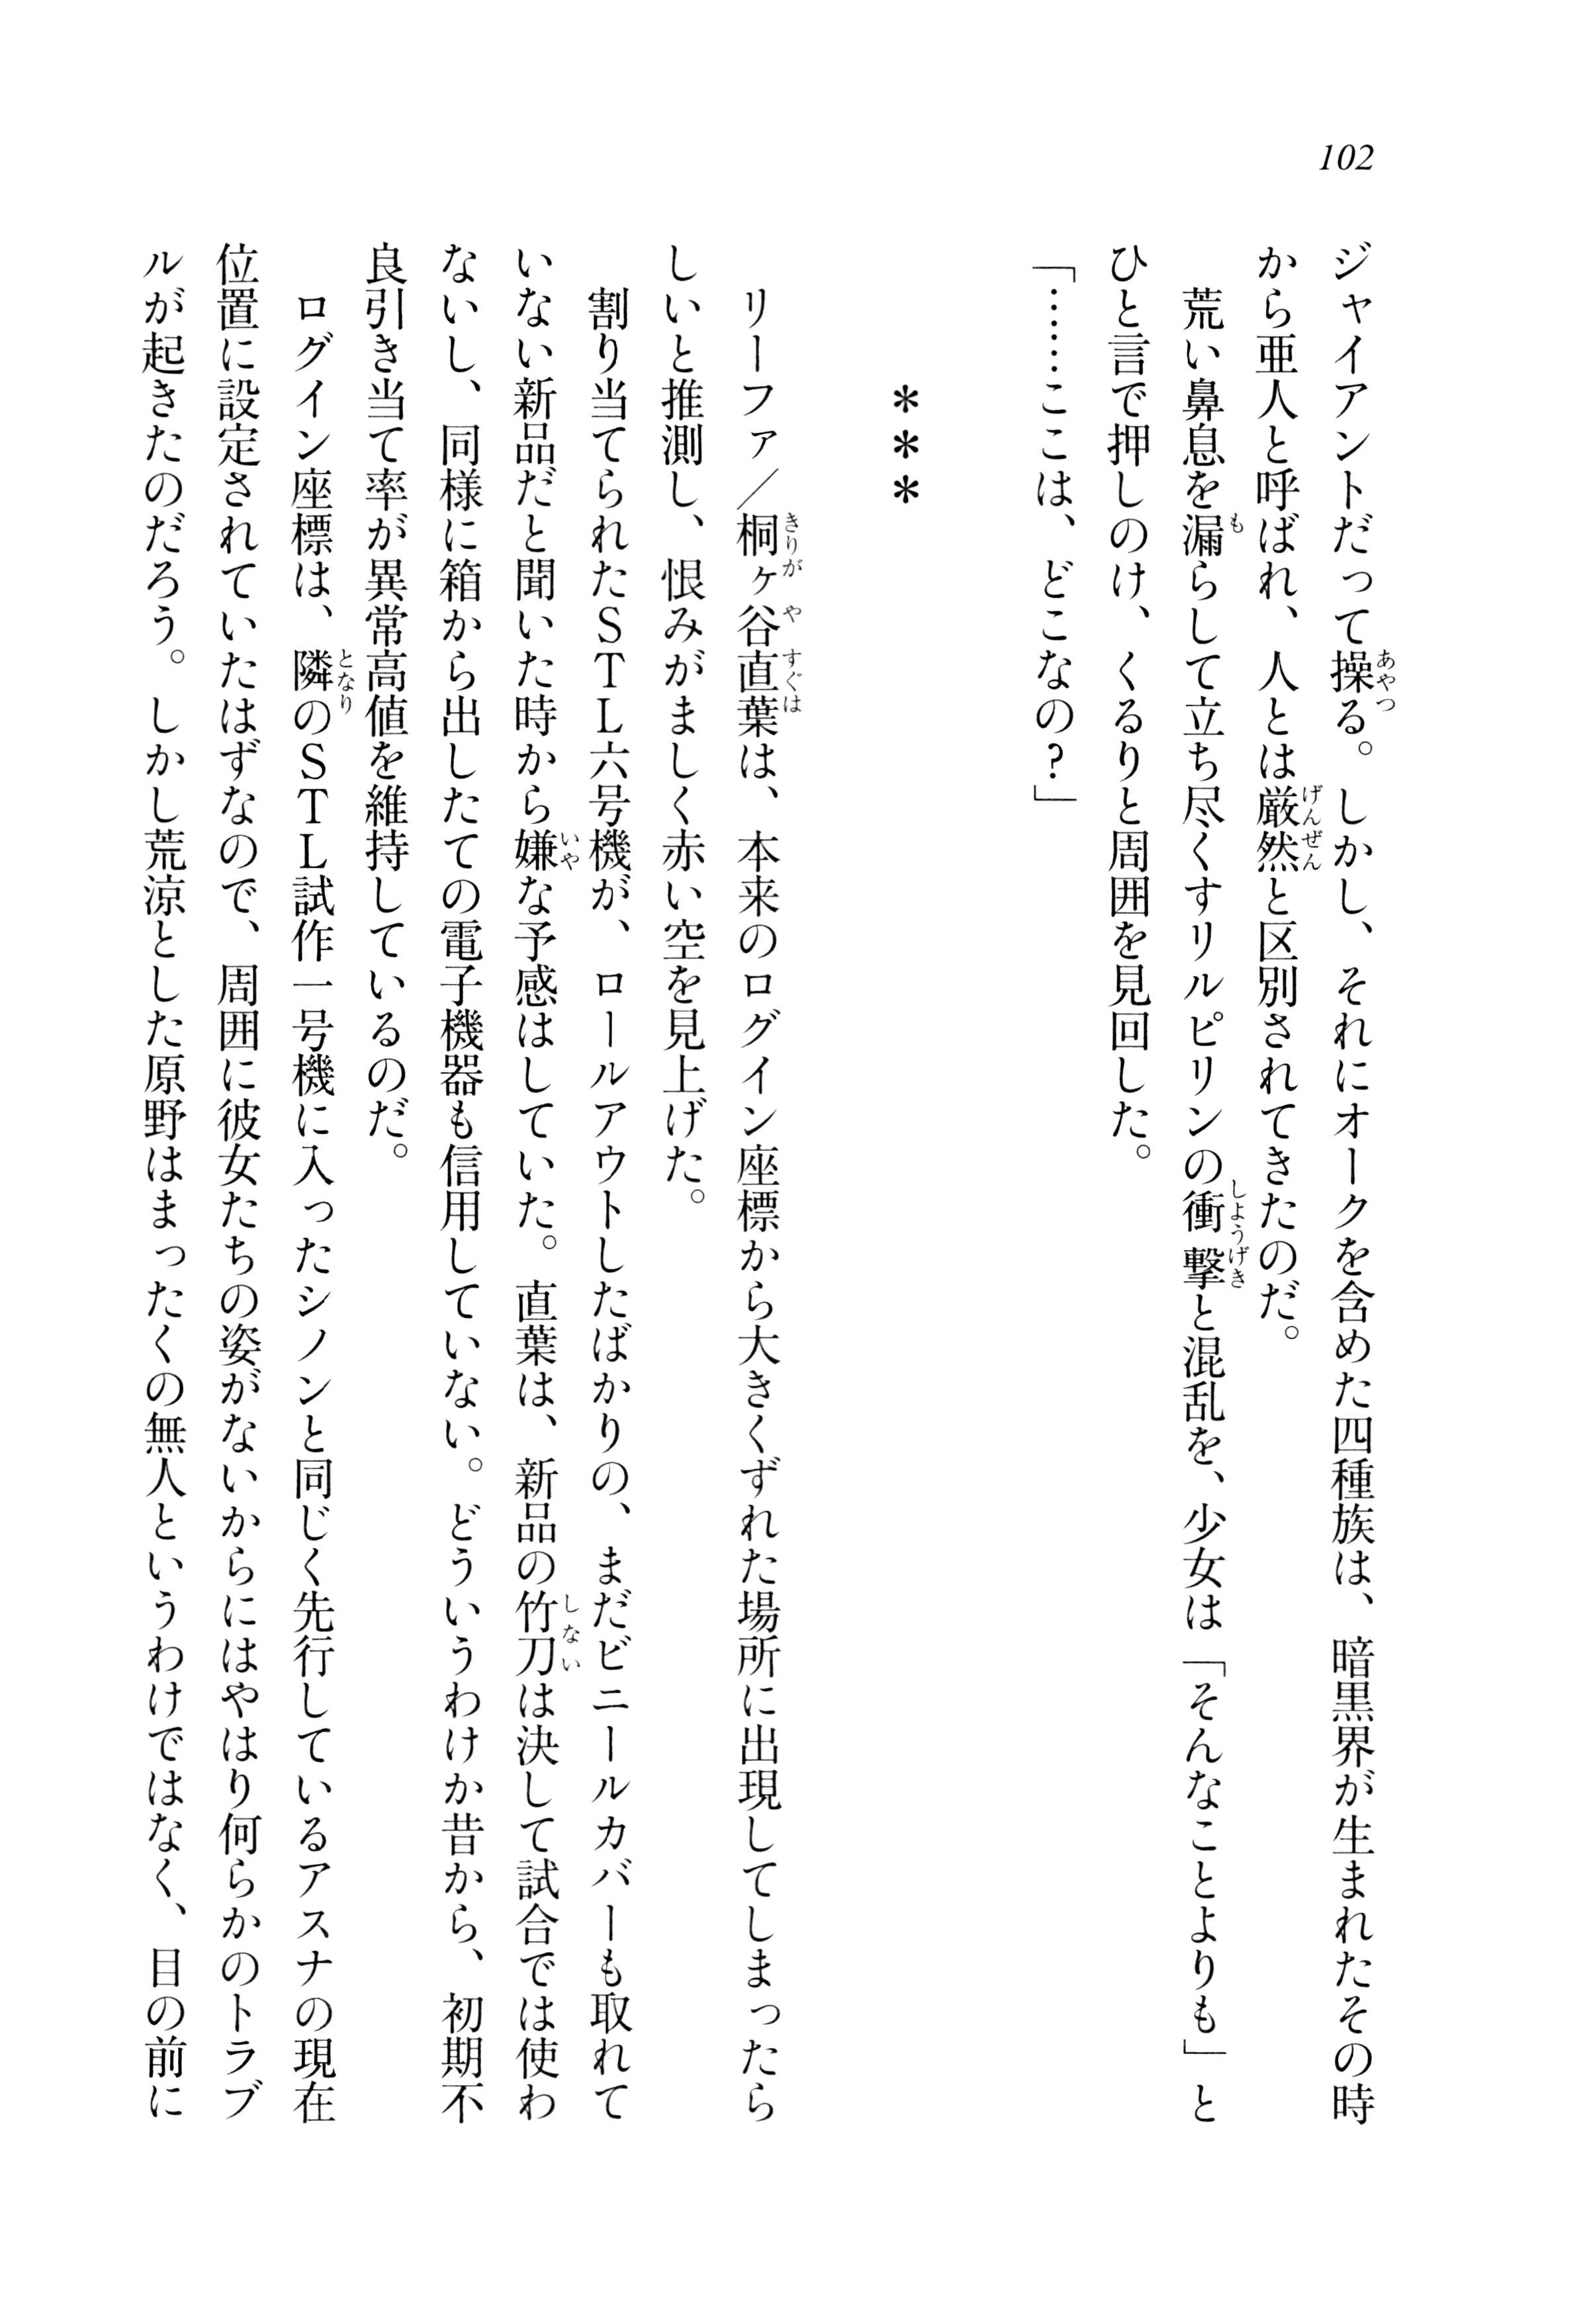 102
ジャイアントだって操る。しかし、それにオークを含めた四種族は、暗黒界が生まれたその時
から亜人と呼ばれ、人とは厳然と区別されてきたのだ。
　荒い鼻息を漏らして立ち尽くすリルピリンの衝撃と混乱を、少女は「そんなことよりも」と
ひと言で押しのけ、くるりと周囲を見回した。
「……ここは、どこなの？」
＊＊＊
　リーファ／桐ヶ谷直葉は、本来のログイン座標から大きくずれた場所に出現してしまったら
しいと推測し、恨みがましく赤い空を見上げた。
　割り当てられたＳＴＬ六号機が、ロールアウトしたばかりの、まだビニールカバーも取れて
いない新品だと聞いた時から嫌な予感はしていた。直葉は、新品の竹刀は決して試合では使わ
ないし、同様に箱から出したての電子機器も信用していない。どういうわけか昔から、初期不
良引き当て率が異常高値を維持しているのだ。
　ログイン座標は、隣のＳＴＬ試作一号機に入ったシノンと同じく先行しているアスナの現在
位置に設定されていたはずなので、周囲に彼女たちの姿がないからにはやはり何らかのトラブ
ルが起きたのだろう。しかし荒涼とした原野はまったくの無人というわけではなく、目の前に